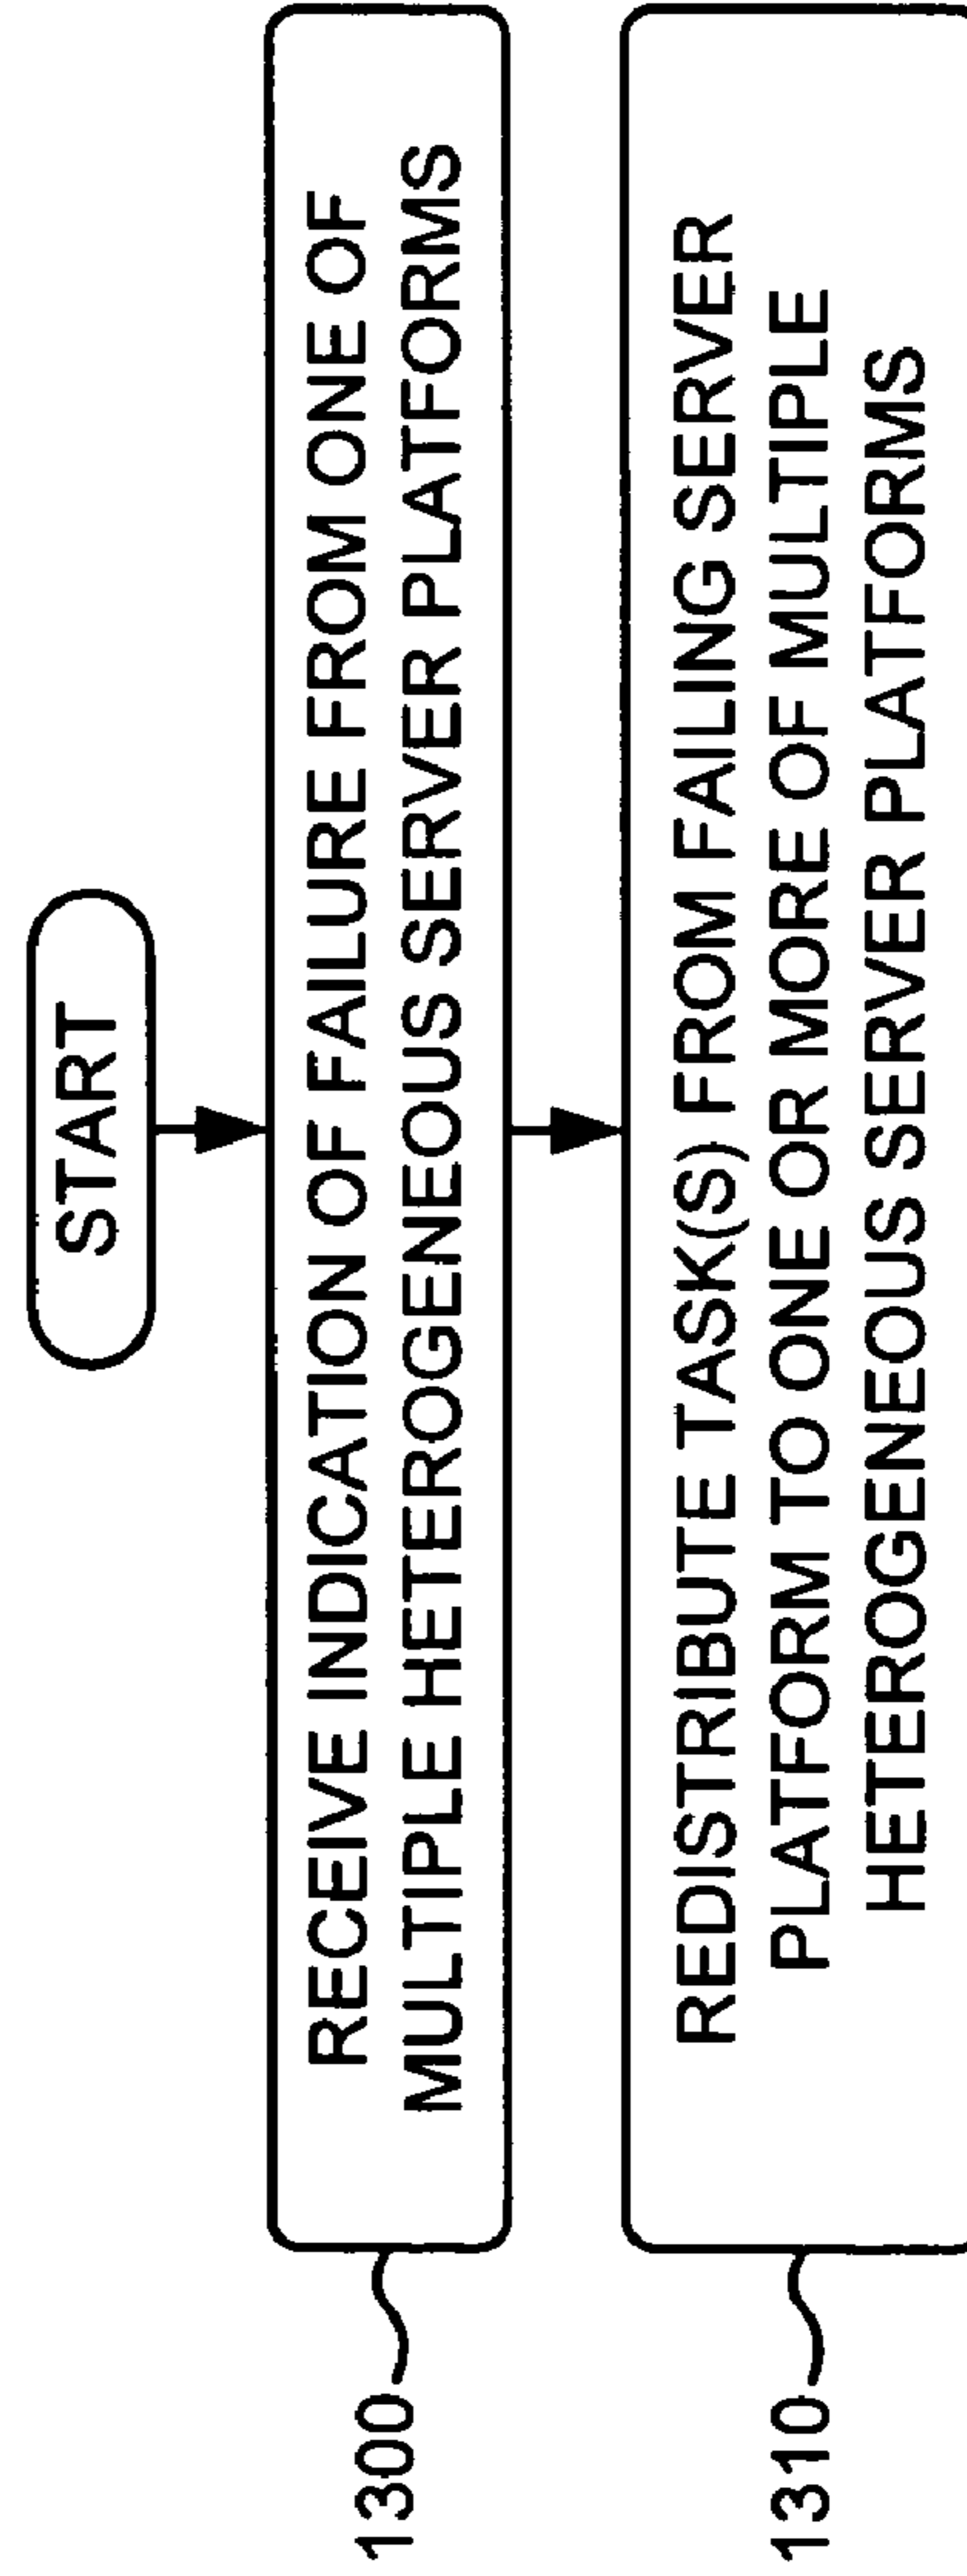 START
1300
RECEIVE INDICATION OF FAILURE FROM ONE OF
MULTIPLE HETEROGENEOUS SERVER PLATFORMS
1310
REDISTRIBUTE TASK(S) FROM FAILING SERVER
PLATFORM TO ONE OR MORE OF MULTIPLE
HETEROGENEOUS SERVER PLATFORMS